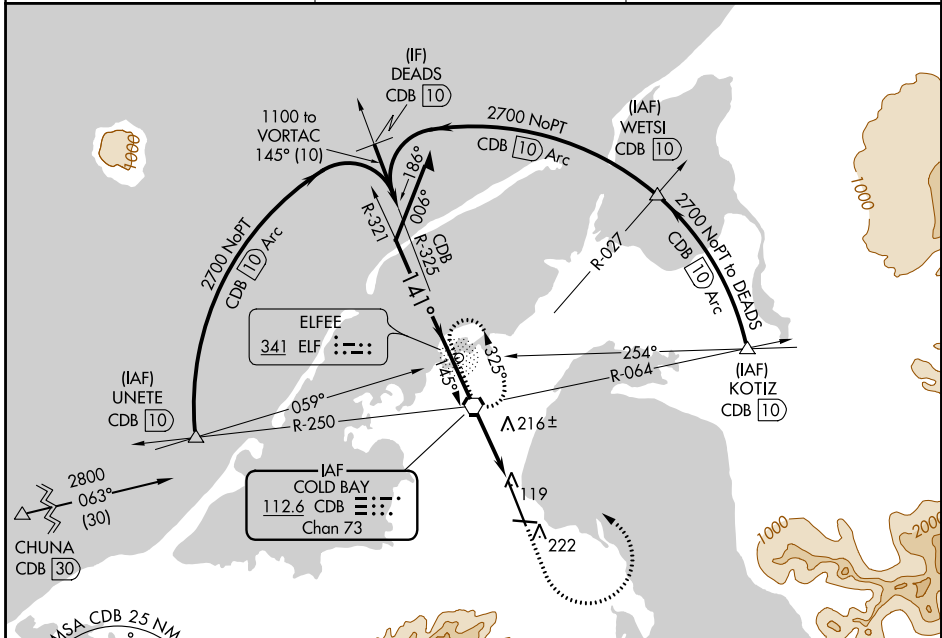 (IF)
DEADS
CDB 10
1100 to
VORTAC
145° (10)
2700 NoPT
CDB 10 Arc
(IAF)
WETSI
CDB 10
1000
186°
006°
R-321
CDB
R-325
141°
2700 NoPT
CDB 10 Arc
R-027
2700 NoPT to DEADS
CDB 10 Arc
1000
ELFEE
341 ELF
145°
325°
254°
R-064
(IAF)
KOTIZ
CDB 10
(IAF)
UNETE
CDB 10
059°
R-250
216±
IAF
COLD BAY
112.6 CDB
Chan 73
119
222
2800
063°
(30)
CHUNA
CDB 30
1000
2000
MSA CDB 25 NM